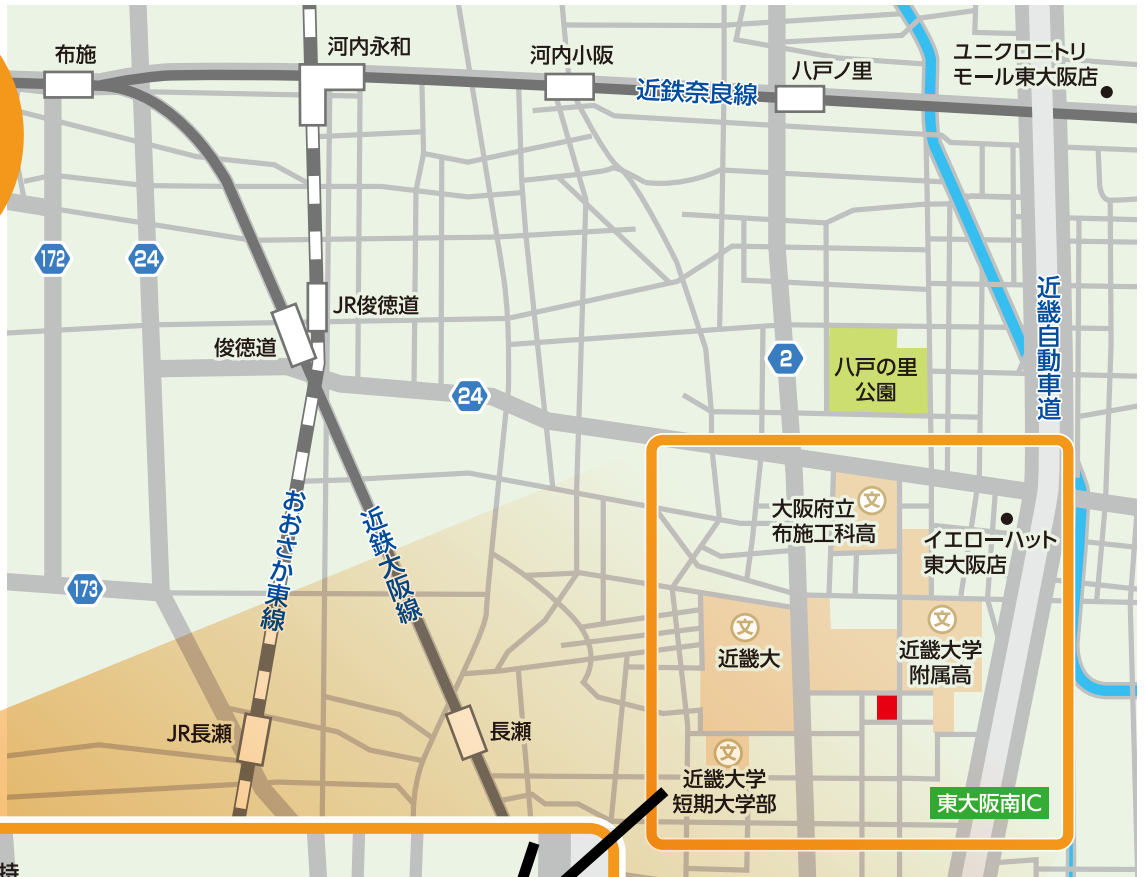 布施
河内永和
河内小阪
近鉄奈良線
八戸ノ里
ユニクロニトリ
モール東大阪店
172
24
JR俊徳道
俊徳道
24
2
八戸の里
公園
近畿自動車道
大阪府立
布施工科高
文
イエローハット
東大阪店
173
おおさか東線
近鉄大阪線
文
近畿大
文
近畿大学
附属高
JR長瀬
長瀬
文
近畿大学
短期大学部
東大阪南IC